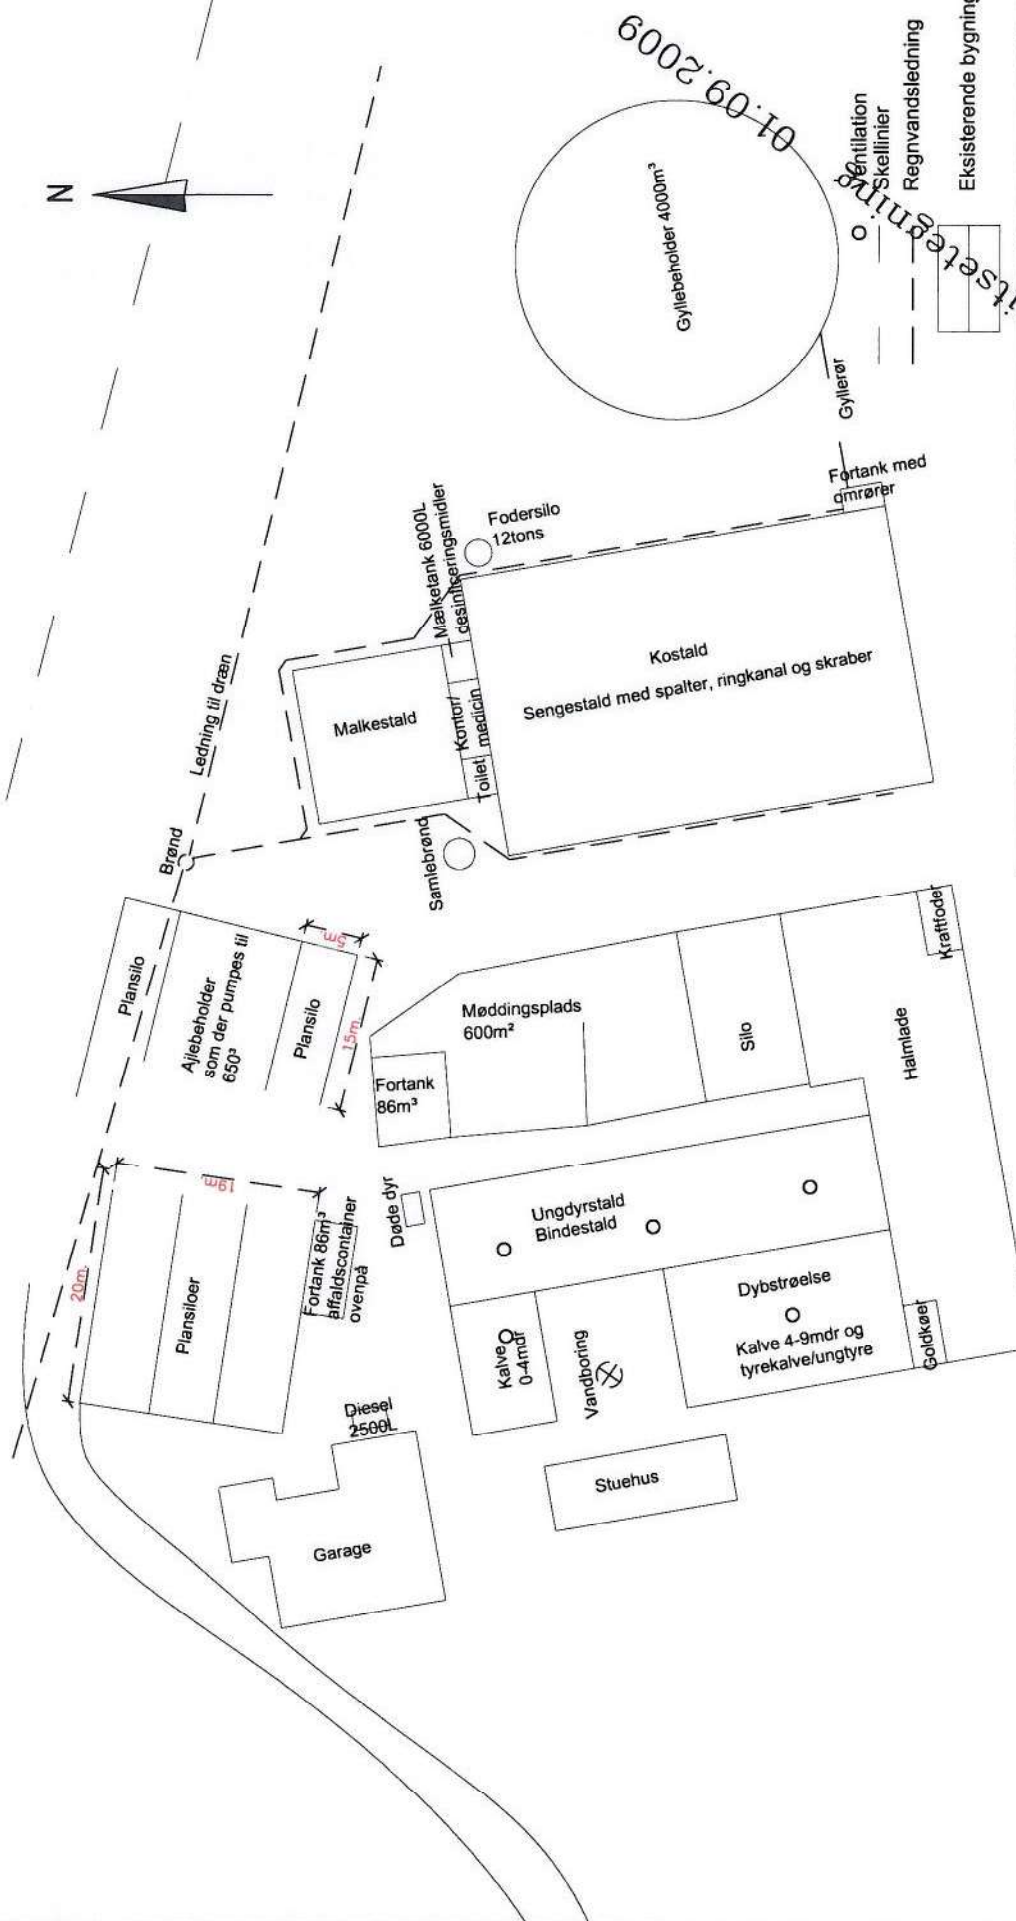 N
01.09.2009
itsetegning
Ventilation
Skellinier
Regnvandsledning
Eksisterende bygning
Gyllebeholder 4000m³
Gyllerør
Fortank med
omrører
Fodersilo
12tons
Mælketank 6000L
desinficeringsmidler
Ledning til dræn
Malkestald
Kontor/
medicin
Toilet
Kostald
Sengestald med spalter, ringkanal og skraber
Brønd
Samlebrønd
Plansilo
Ajlebeholder
som der pumpes til
650³
Plansilo
5m
15m
Møddingsplads
600m²
Fortank
86m³
Silo
Kraftfoder
Halmlade
19m
20m
Plansiloer
Fortank 86m³
affaldscontainer
ovenpå
Døde dyr
Ungdyrstald
Bindestald
Kalve
0-4mdr
Vandboring
Dybstrøelse
Kalve 4-9mdr og
tyrekalve/ungtyre
Goldkøer
Diesel
2500L
Garage
Stuehus